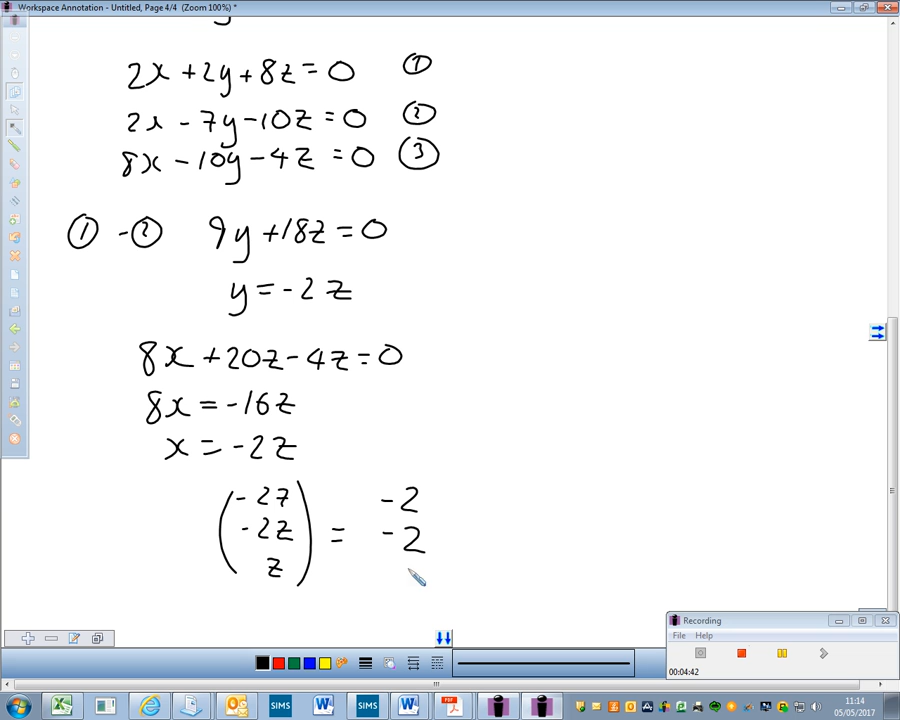 Workspace Annotation - Untitled, Page 4/4 (Zoom 100%) *
2x + 2y + 8z = 0 ①
2x - 7y - 10z = 0 ②
8x - 10y - 4z = 0 ③
① - ② 9y + 18z = 0
y = -2z
8x + 20z - 4z = 0
8x = -16z
x = -2z
-2z
-2z
z
=
-2
-2
Recording
File Help
00:04:42
SIMS
SIMS
11:14
05/05/2017